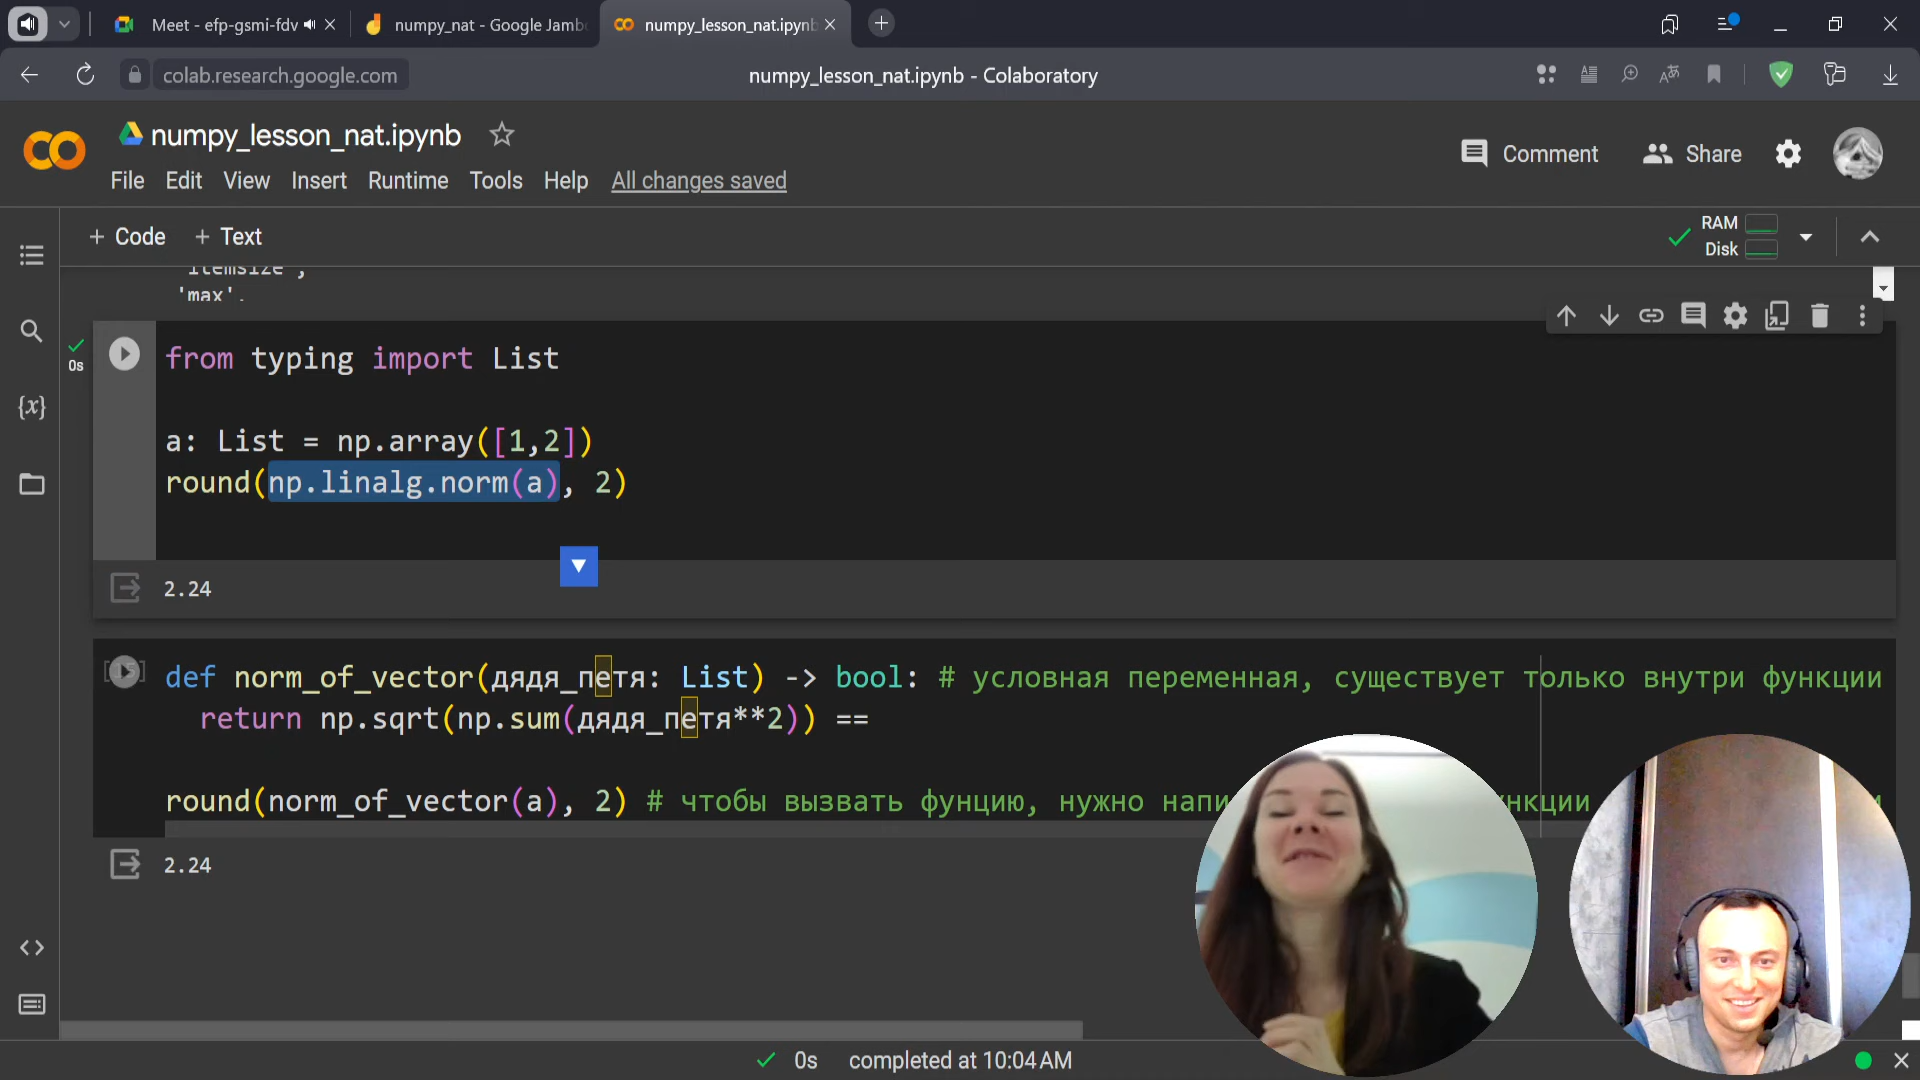 Meet - efp-gsmi-fdv
numpy_nat - Google Jamb
numpy_lesson_nat.ipynb
colab.research.google.com
numpy_lesson_nat.ipynb - Colaboratory
numpy_lesson_nat.ipynb
Comment
Share
File Edit View Insert Runtime Tools Help All changes saved
+ Code + Text
RAM
Disk
'itemsize',
'max',
0s
from typing import List
a: List = np.array([1,2])
round(np.linalg.norm(a), 2)
2.24
def norm_of_vector(дядя_петя: List) -> bool: # условная переменная, существует только внутри функции
return np.sqrt(np.sum(дядя_петя**2)) ==
round(norm_of_vector(a), 2) # чтобы вызвать фунцию, нужно
2.24
0s completed at 10:04 AM